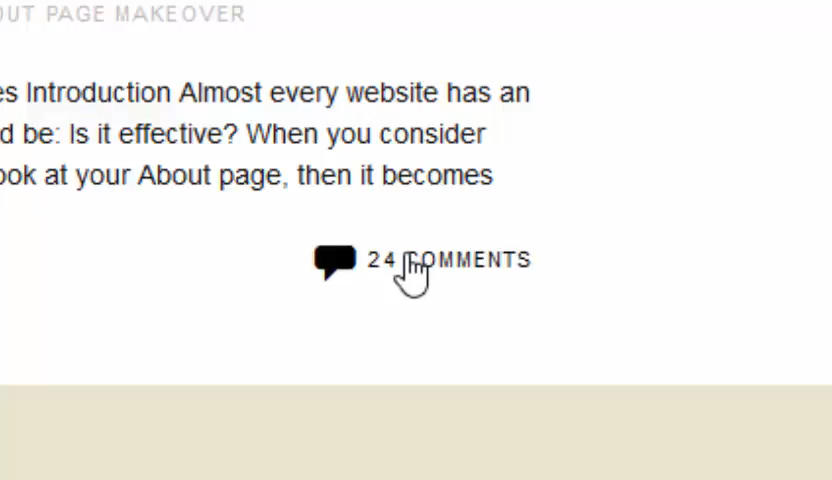 OUT PAGE MAKEOVER
es Introduction Almost every website has an
d be: Is it effective? When you consider
ook at your About page, then it becomes
24 COMMENTS